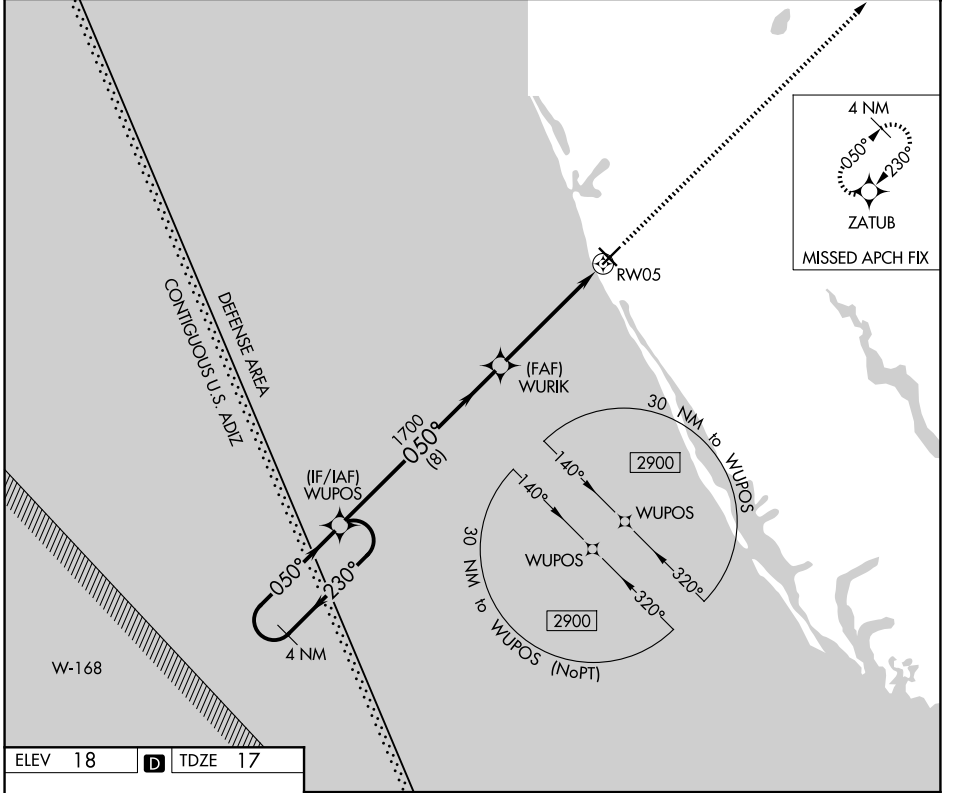 4 NM
050°
230°
ZATUB
MISSED APCH FIX
RW05
DEFENSE AREA
CONTIGUOUS U.S. ADIZ
(FAF)
WURIK
1700
050°
(8)
(IF/IAF)
WUPOS
050°
230°
4 NM
30 NM to WUPOS
2900
140°
WUPOS
320°
140°
WUPOS
320°
2900
30 NM to WUPOS (NoPT)
W-168
ELEV 18 D TDZE 17